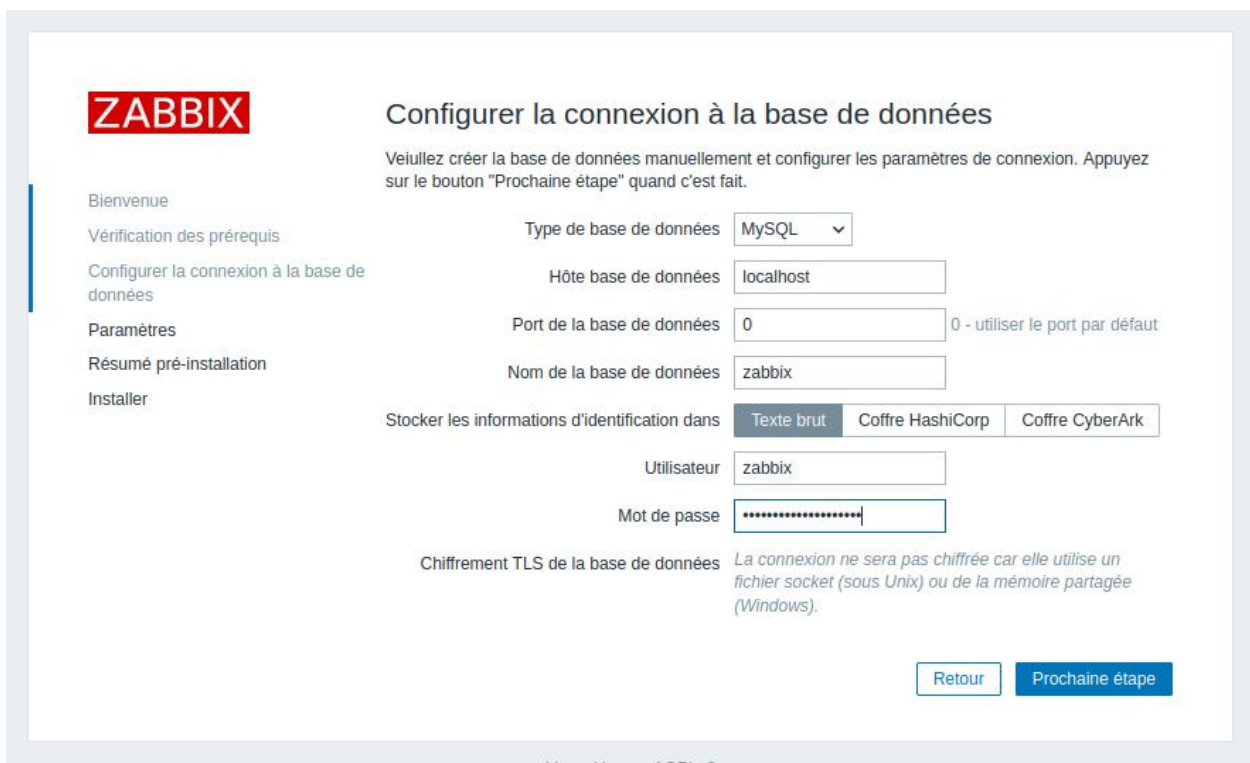 ZABBIX
Configurer la connexion à la base de données
Veiullez créer la base de données manuellement et configurer les paramètres de connexion. Appuyez
sur le bouton "Prochaine étape" quand c'est fait.
Bienvenue
Vérification des prérequis
Configurer la connexion à la base de
données
Paramètres
Résumé pré-installation
Installer
Type de base de données MySQL
Hôte base de données localhost
Port de la base de données 0 0 - utiliser le port par défaut
Nom de la base de données zabbix
Stocker les informations d'identification dans Texte brut Coffre HashiCorp Coffre CyberArk
Utilisateur zabbix
Mot de passe ••••••••••••••••••••
Chiffrement TLS de la base de données La connexion ne sera pas chiffrée car elle utilise un
fichier socket (sous Unix) ou de la mémoire partagée
(Windows).
Retour Prochaine étape